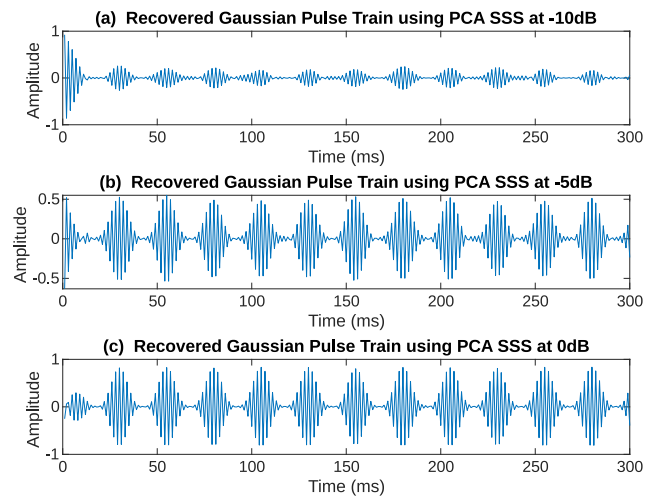 (a) Recovered Gaussian Pulse Train using PCA SSS at -10dB
1
0
-1
Amplitude
0 50 100 150 200 250 300
Time (ms)
(b) Recovered Gaussian Pulse Train using PCA SSS at -5dB
0.5
0
-0.5
Amplitude
0 50 100 150 200 250 300
Time (ms)
(c) Recovered Gaussian Pulse Train using PCA SSS at 0dB
1
0
-1
Amplitude
0 50 100 150 200 250 300
Time (ms)